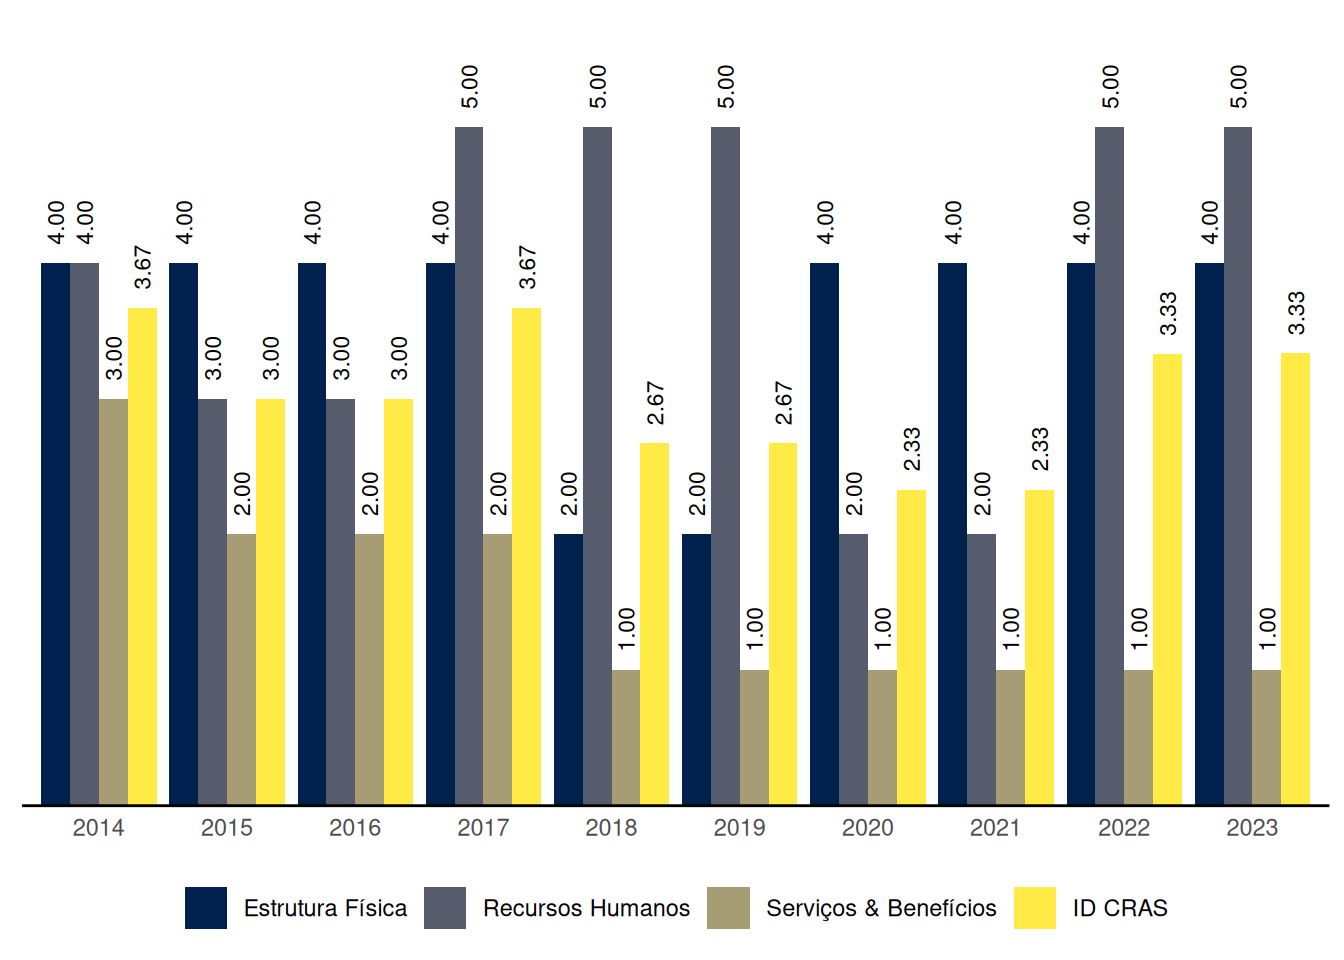 5.00 5.00 5.00 5.00 5.00
4.00 4.00 4.00 4.00 4.00 4.00 4.00 4.00 4.00
3.67 3.67
3.33 3.33
3.00 3.00 3.00 3.00 3.00
2.67 2.67
2.33 2.33
2.00 2.00 2.00 2.00 2.00 2.00 2.00
1.00 1.00 1.00 1.00 1.00 1.00
2014 2015 2016 2017 2018 2019 2020 2021 2022 2023
Estrutura Física Recursos Humanos Serviços & Benefícios ID CRAS